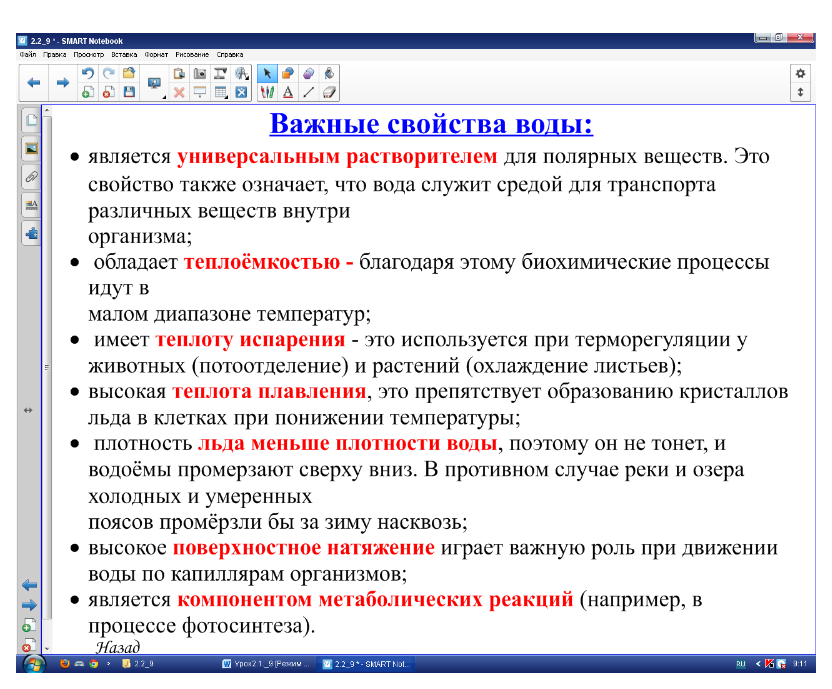 2.2_9 * - SMART Notebook
Файл Правка Просмотр Вставка Формат Рисование Справка
Важные свойства воды:
• является универсальным растворителем для полярных веществ. Это
свойство также означает, что вода служит средой для транспорта
различных веществ внутри
организма;
• обладает теплоёмкостью - благодаря этому биохимические процессы
идут в
малом диапазоне температур;
• имеет теплоту испарения - это используется при терморегуляции у
животных (потоотделение) и растений (охлаждение листьев);
• высокая теплота плавления, это препятствует образованию кристаллов
льда в клетках при понижении температуры;
• плотность льда меньше плотности воды, поэтому он не тонет, и
водоёмы промерзают сверху вниз. В противном случае реки и озера
холодных и умеренных
поясов промёрзли бы за зиму насквозь;
• высокое поверхностное натяжение играет важную роль при движении
воды по капиллярам организмов;
• является компонентом метаболических реакций (например, в
процессе фотосинтеза).
Назад
2.2_9 Урок2.1._9 [Режим ... 2.2_9 * - SMART Not... RU 9:11